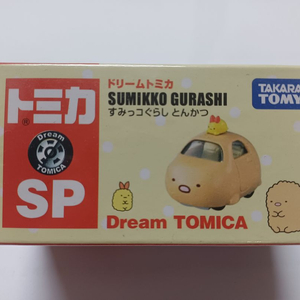 ドリームトミカ
SUMIKKO GURASHI
すみっコぐらし とんかつ
TAKARA
TOMY
トミカ
®
Dream
TOMICA
SP
Dream TOMICA